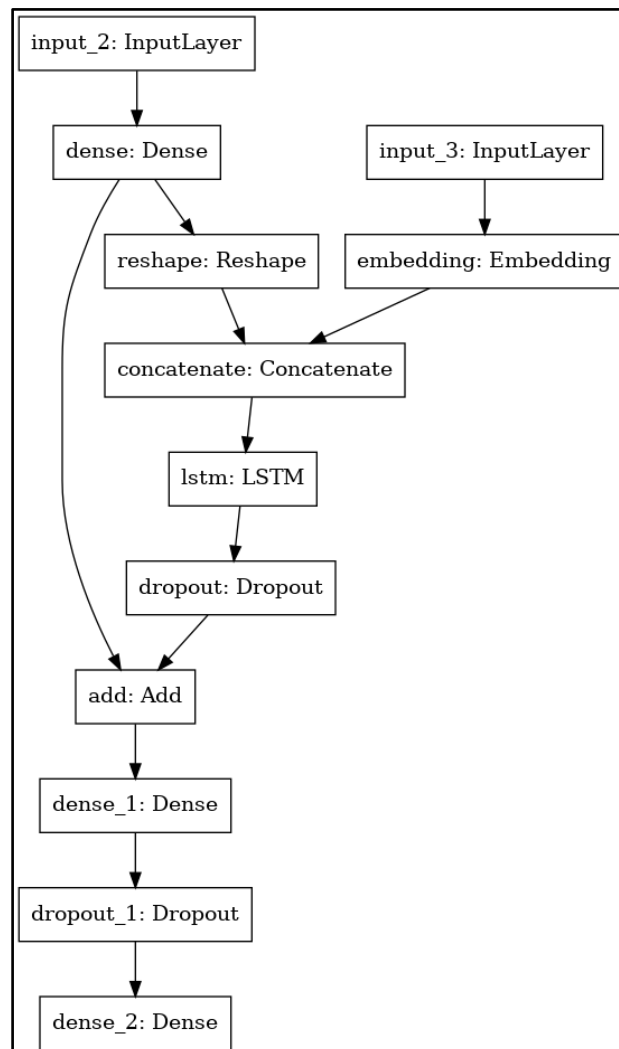 input_2: InputLayer
dense: Dense
input_3: InputLayer
reshape: Reshape
embedding: Embedding
concatenate: Concatenate
lstm: LSTM
dropout: Dropout
add: Add
dense_1: Dense
dropout_1: Dropout
dense_2: Dense